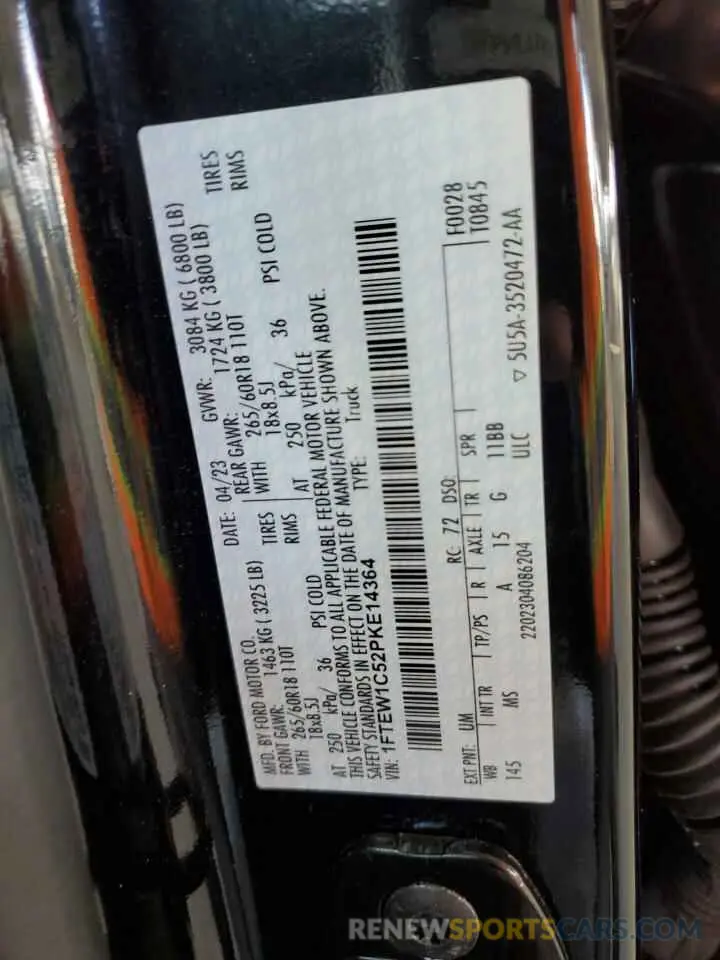 MFD. BY FORD MOTOR CO.
DATE: 04/23 GVWR: 3084 KG ( 6800 LB)
FRONT GAWR: 1463 KG ( 3225 LB) REAR GAWR: 1724 KG ( 3800 LB)
WITH 265/60R18 110T TIRES WITH 265/60R18 110T TIRES
18x8.5J RIMS 18x8.5J RIMS
AT 250 kPa/ 36 PSI COLD AT 250 kPa/ 36 PSI COLD
THIS VEHICLE CONFORMS TO ALL APPLICABLE FEDERAL MOTOR VEHICLE
SAFETY STANDARDS IN EFFECT ON THE DATE OF MANUFACTURE SHOWN ABOVE.
VIN: 1FTEW1C52PKE14364 TYPE: Truck
F0028
EXT PNT: UM RC: 72 DSO: T0845
WB INT TR TP/PS R AXLE TR SPR
145 MS A 15 G 11BB
2202304086204 ULC ▽ 5U5A-3520472-AA
RENEWSPORTSCARS.COM